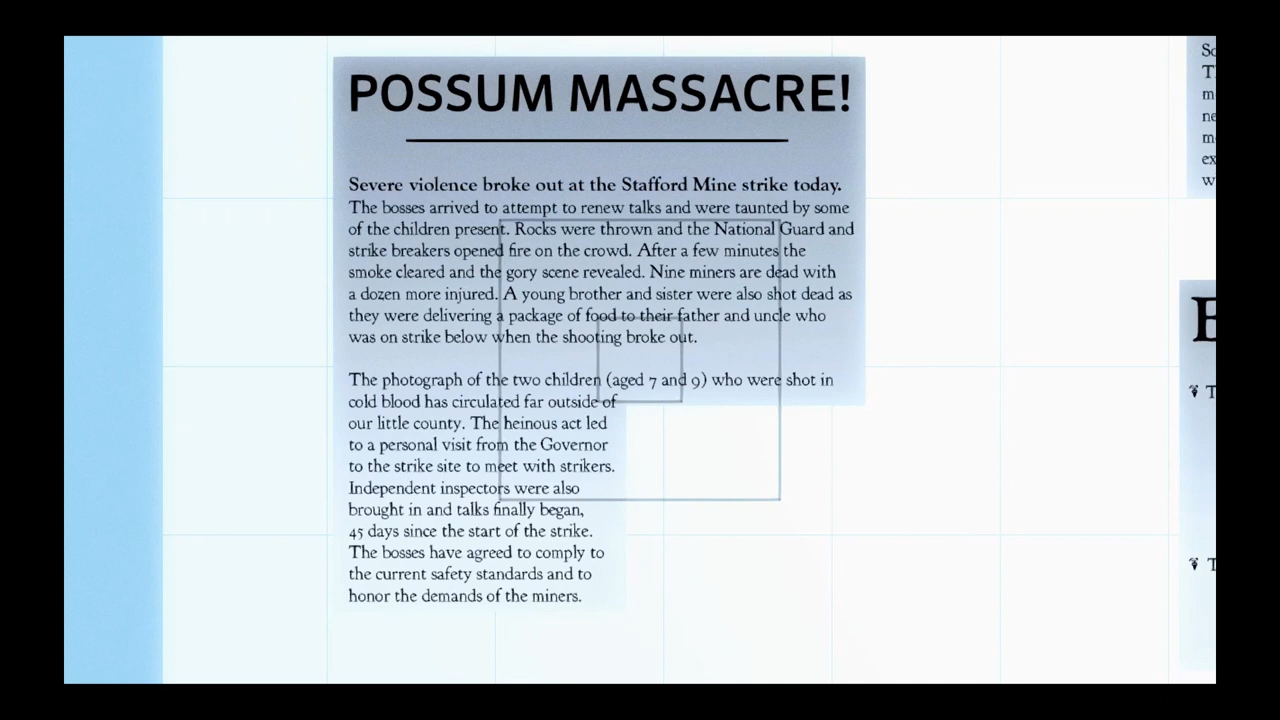 POSSUM MASSACRE!
Severe violence broke out at the Stafford Mine strike today.
The bosses arrived to attempt to renew talks and were taunted by some
of the children present. Rocks were thrown and the National Guard and
strike breakers opened fire on the crowd. After a few minutes the
smoke cleared and the gory scene revealed. Nine miners are dead with
a dozen more injured. A young brother and sister were also shot dead as
they were delivering a package of food to their father and uncle who
was on strike below when the shooting broke out.
The photograph of the two children (aged 7 and 9) who were shot in
cold blood has circulated far outside of
our little county. The heinous act led
to a personal visit from the Governor
to the strike site to meet with strikers.
Independent inspectors were also
brought in and talks finally began,
45 days since the start of the strike.
The bosses have agreed to comply to
the current safety standards and to
honor the demands of the miners.